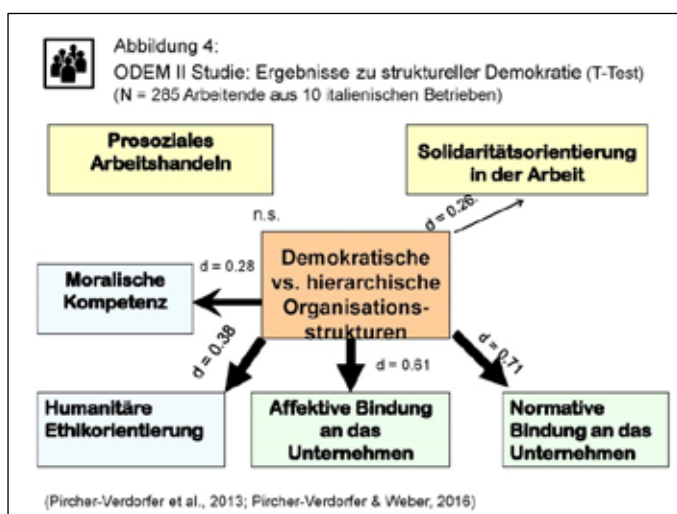 Abbildung 4:
ODEM II Studie: Ergebnisse zu struktureller Demokratie (T-Test)
(N = 285 Arbeitende aus 10 italienischen Betrieben)
Prosoziales
Arbeitshandeln
Solidaritätsorientierung
in der Arbeit
n.s.
d = 0.26.
Demokratische
vs. hierarchische
Organisations-
strukturen
Moralische
Kompetenz
d = 0.28
d = 0.38
d = 0.61
d = 0.71
Humanitäre
Ethikorientierung
Affektive Bindung
an das
Unternehmen
Normative
Bindung an das
Unternehmen
(Pircher-Verdorfer et al., 2013; Pircher-Verdorfer & Weber, 2016)